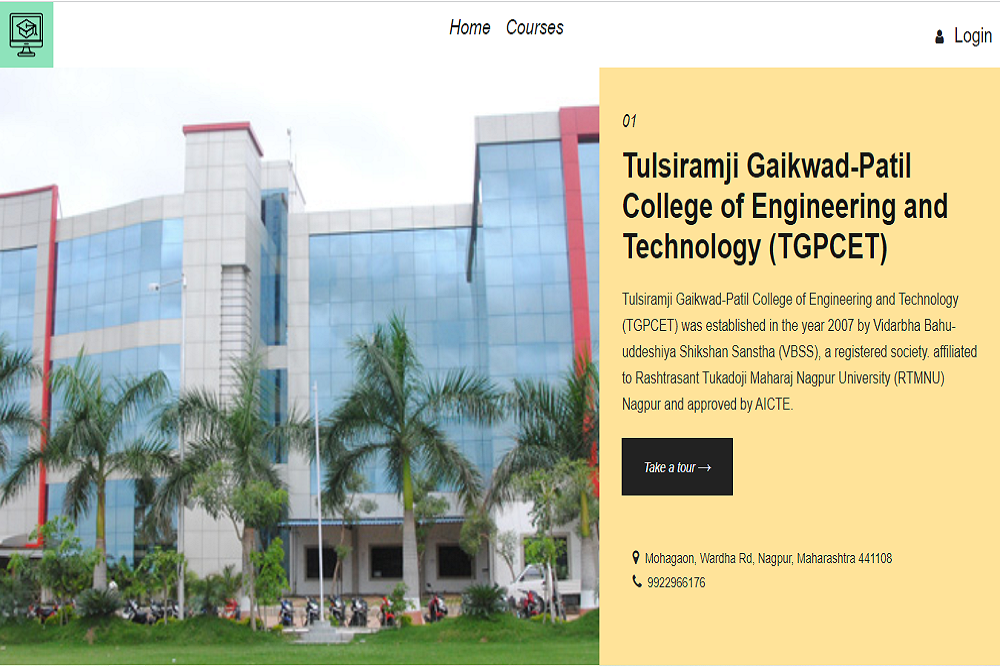 Home Courses
Login
01
Tulsiramji Gaikwad-Patil
College of Engineering and
Technology (TGPCET)
Tulsiramji Gaikwad-Patil College of Engineering and Technology
(TGPCET) was established in the year 2007 by Vidarbha Bahu-
uddeshiya Shikshan Sanstha (VBSS), a registered society. affiliated
to Rashtrasant Tukadoji Maharaj Nagpur University (RTMNU)
Nagpur and approved by AICTE.
Take a tour→
Mohagaon, Wardha Rd, Nagpur, Maharashtra 441108
9922966176